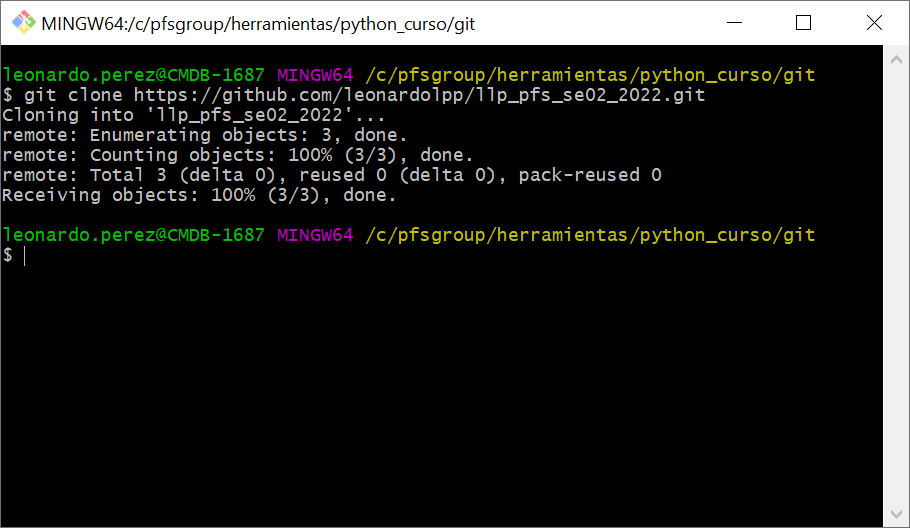 MINGW64:/c/pfsgroup/herramientas/python_curso/git
leonardo.perez@CMDB-1687 MINGW64 /c/pfsgroup/herramientas/python_curso/git
$ git clone https://github.com/leonardolpp/llp_pfs_se02_2022.git
Cloning into 'llp_pfs_se02_2022'...
remote: Enumerating objects: 3, done.
remote: Counting objects: 100% (3/3), done.
remote: Total 3 (delta 0), reused 0 (delta 0), pack-reused 0
Receiving objects: 100% (3/3), done.
leonardo.perez@CMDB-1687 MINGW64 /c/pfsgroup/herramientas/python_curso/git
$